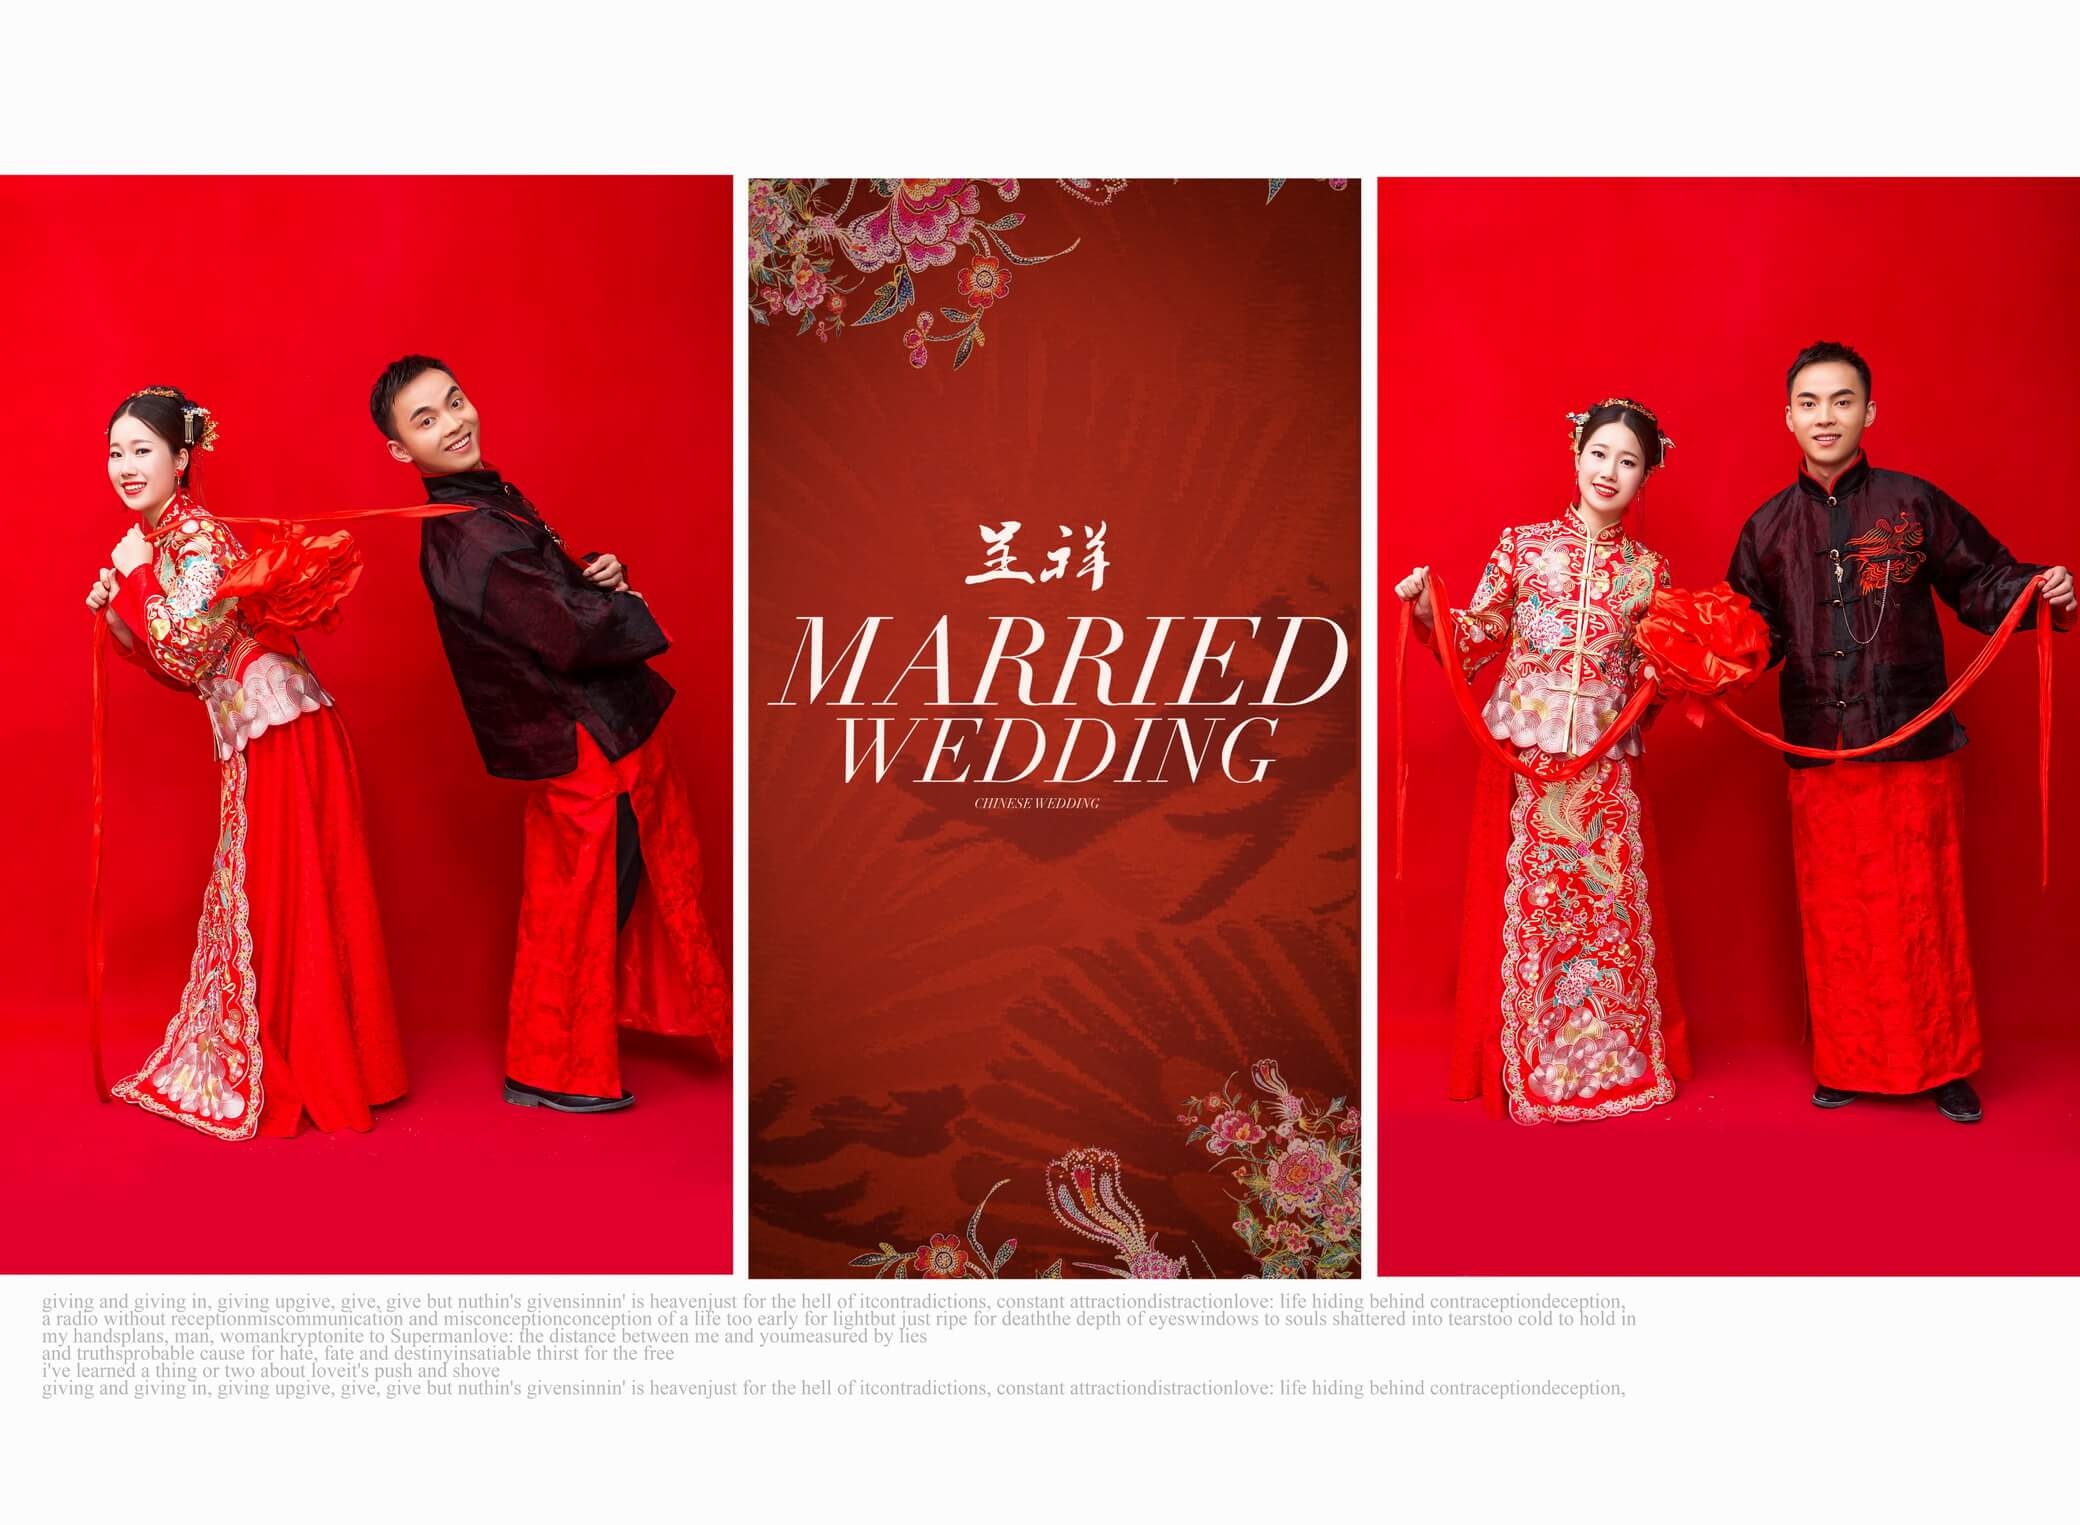 呈祥
MARRIED
WEDDING
CHINESE WEDDING
giving and giving in, giving upgive, give, give but nuthin's givensinnin' is heavenjust for the hell of itcontradictions, constant attractiondistractionlove: life hiding behind contraceptiondeception,
a radio without receptionmiscommunication and misconceptionconception of a life too early for lightbut just ripe for deaththe depth of eyeswindows to souls shattered into tearstoo cold to hold in
my handsplans, man, womankryptonite to Supermanlove: the distance between me and youmeasured by lies
and truthsprobable cause for hate, fate and destinyinsatiable thirst for the free
i've learned a thing or two about loveit's push and shove
giving and giving in, giving upgive, give, give but nuthin's givensinnin' is heavenjust for the hell of itcontradictions, constant attractiondistractionlove: life hiding behind contraceptiondeception,